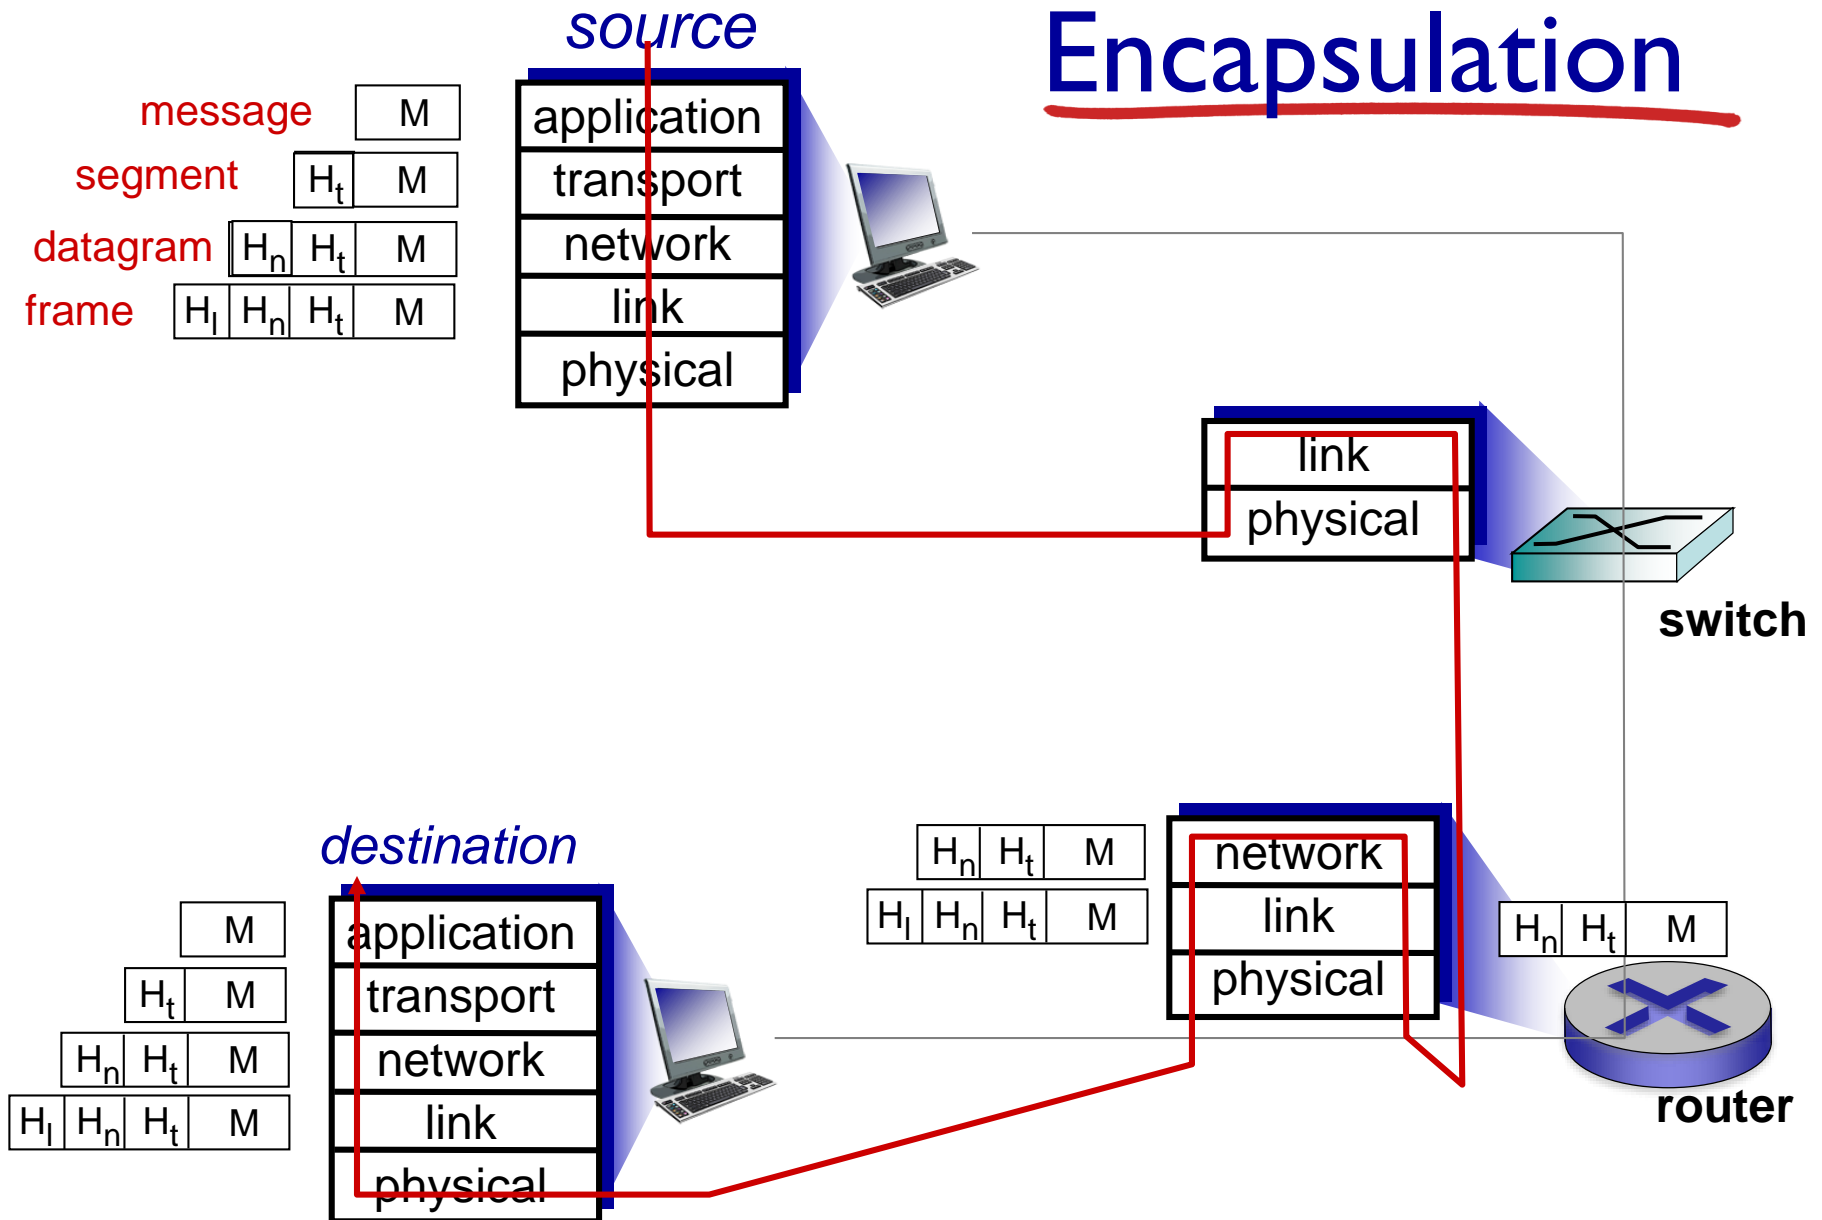 source
Encapsulation
message M
segment Ht M
datagram Hn Ht M
frame Hl Hn Ht M
application
transport
network
link
physical
link
physical
switch
destination
M
Ht M
Hn Ht M
Hl Hn Ht M
application
transport
network
link
physical
Hn Ht M
Hl Hn Ht M
network
link
physical
Hn Ht M
router